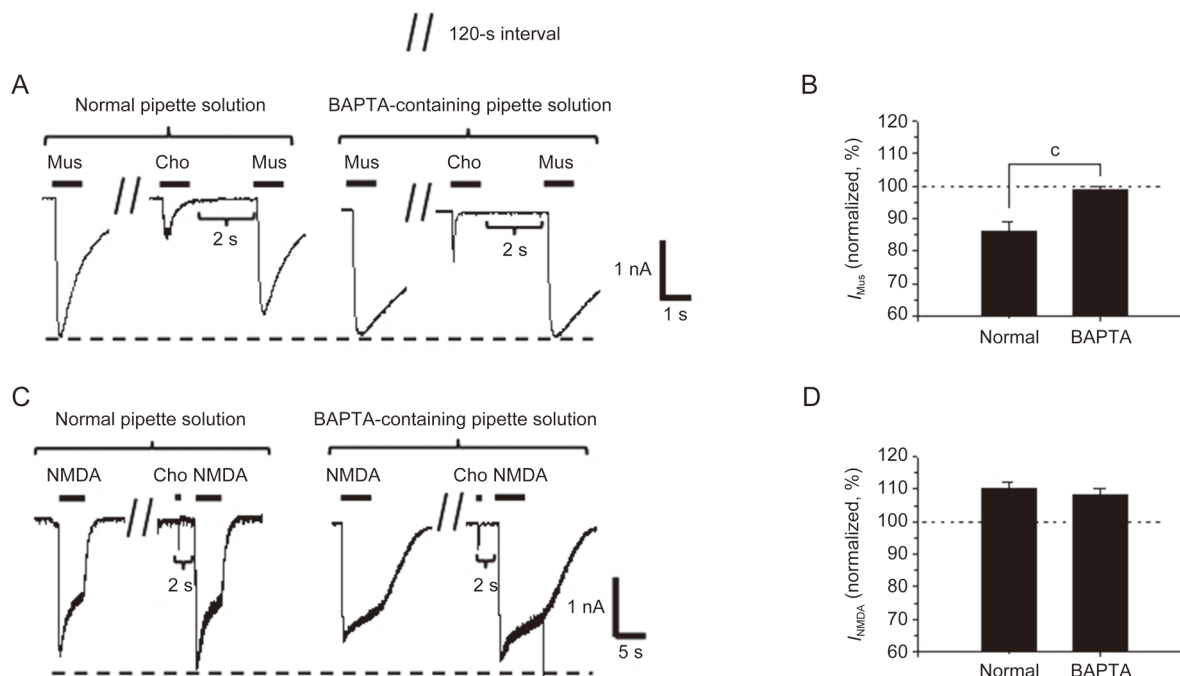 120-s interval
A
Normal pipette solution
BAPTA-containing pipette solution
Mus
Cho
Mus
Mus
Cho
Mus
2 s
2 s
1 nA
1 s
B
120
110
100
90
80
70
60
I Mus (normalized, %)
c
Normal
BAPTA
C
Normal pipette solution
BAPTA-containing pipette solution
NMDA
Cho NMDA
NMDA
Cho NMDA
2 s
2 s
1 nA
5 s
D
120
110
100
90
80
70
60
I NMDA (normalized, %)
Normal
BAPTA